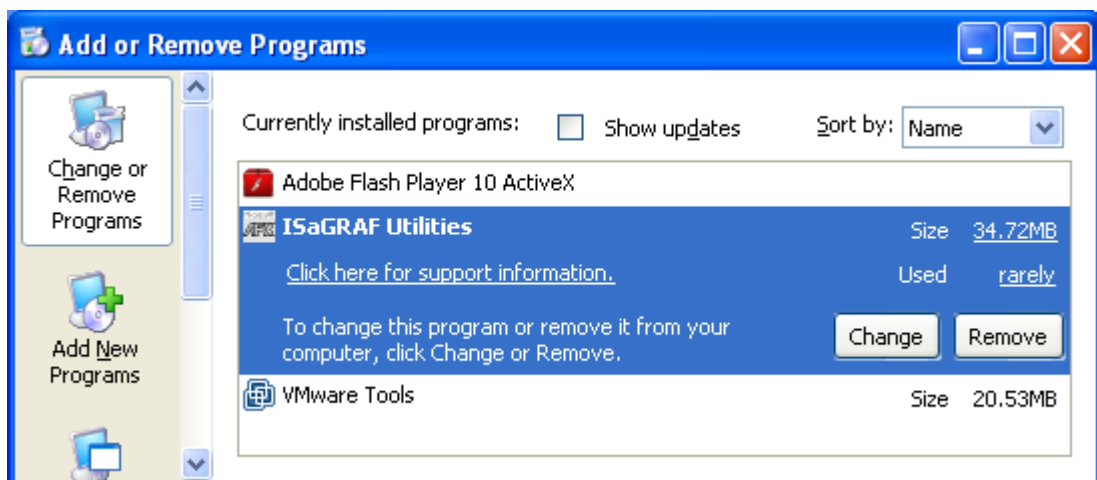 Add or Remove Programs
Change or
Remove
Programs
Add New
Programs
Currently installed programs: Show updates Sort by: Name
Adobe Flash Player 10 ActiveX
ISaGRAF Utilities Size 34.72MB
Click here for support information. Used rarely
To change this program or remove it from your
computer, click Change or Remove.
Change Remove
VMware Tools Size 20.53MB